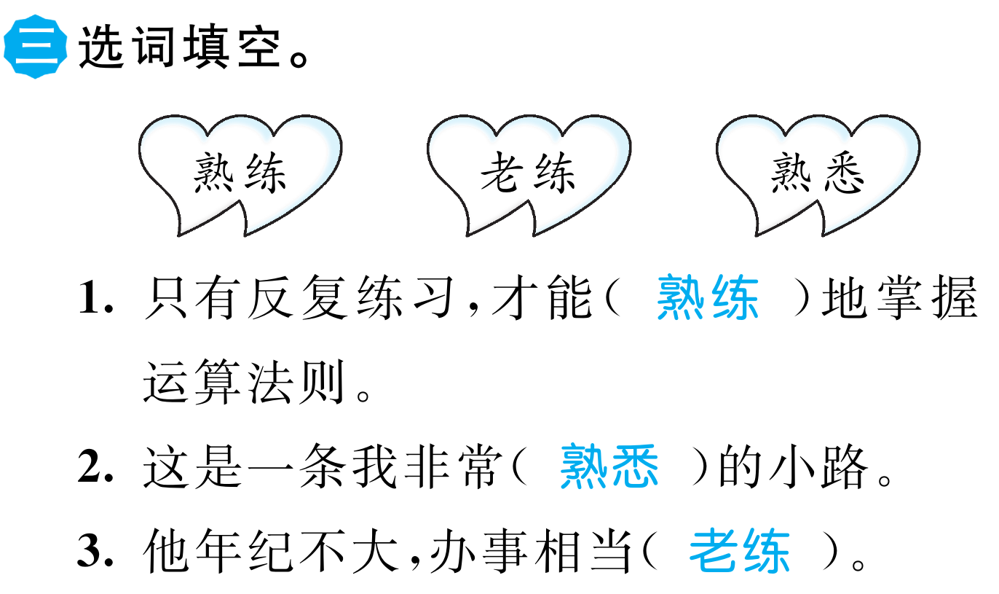 三 选词填空。
熟练 老练 熟悉
1. 只有反复练习,才能( 熟练 )地掌握
运算法则。
2. 这是一条我非常( 熟悉 )的小路。
3. 他年纪不大,办事相当( 老练 )。